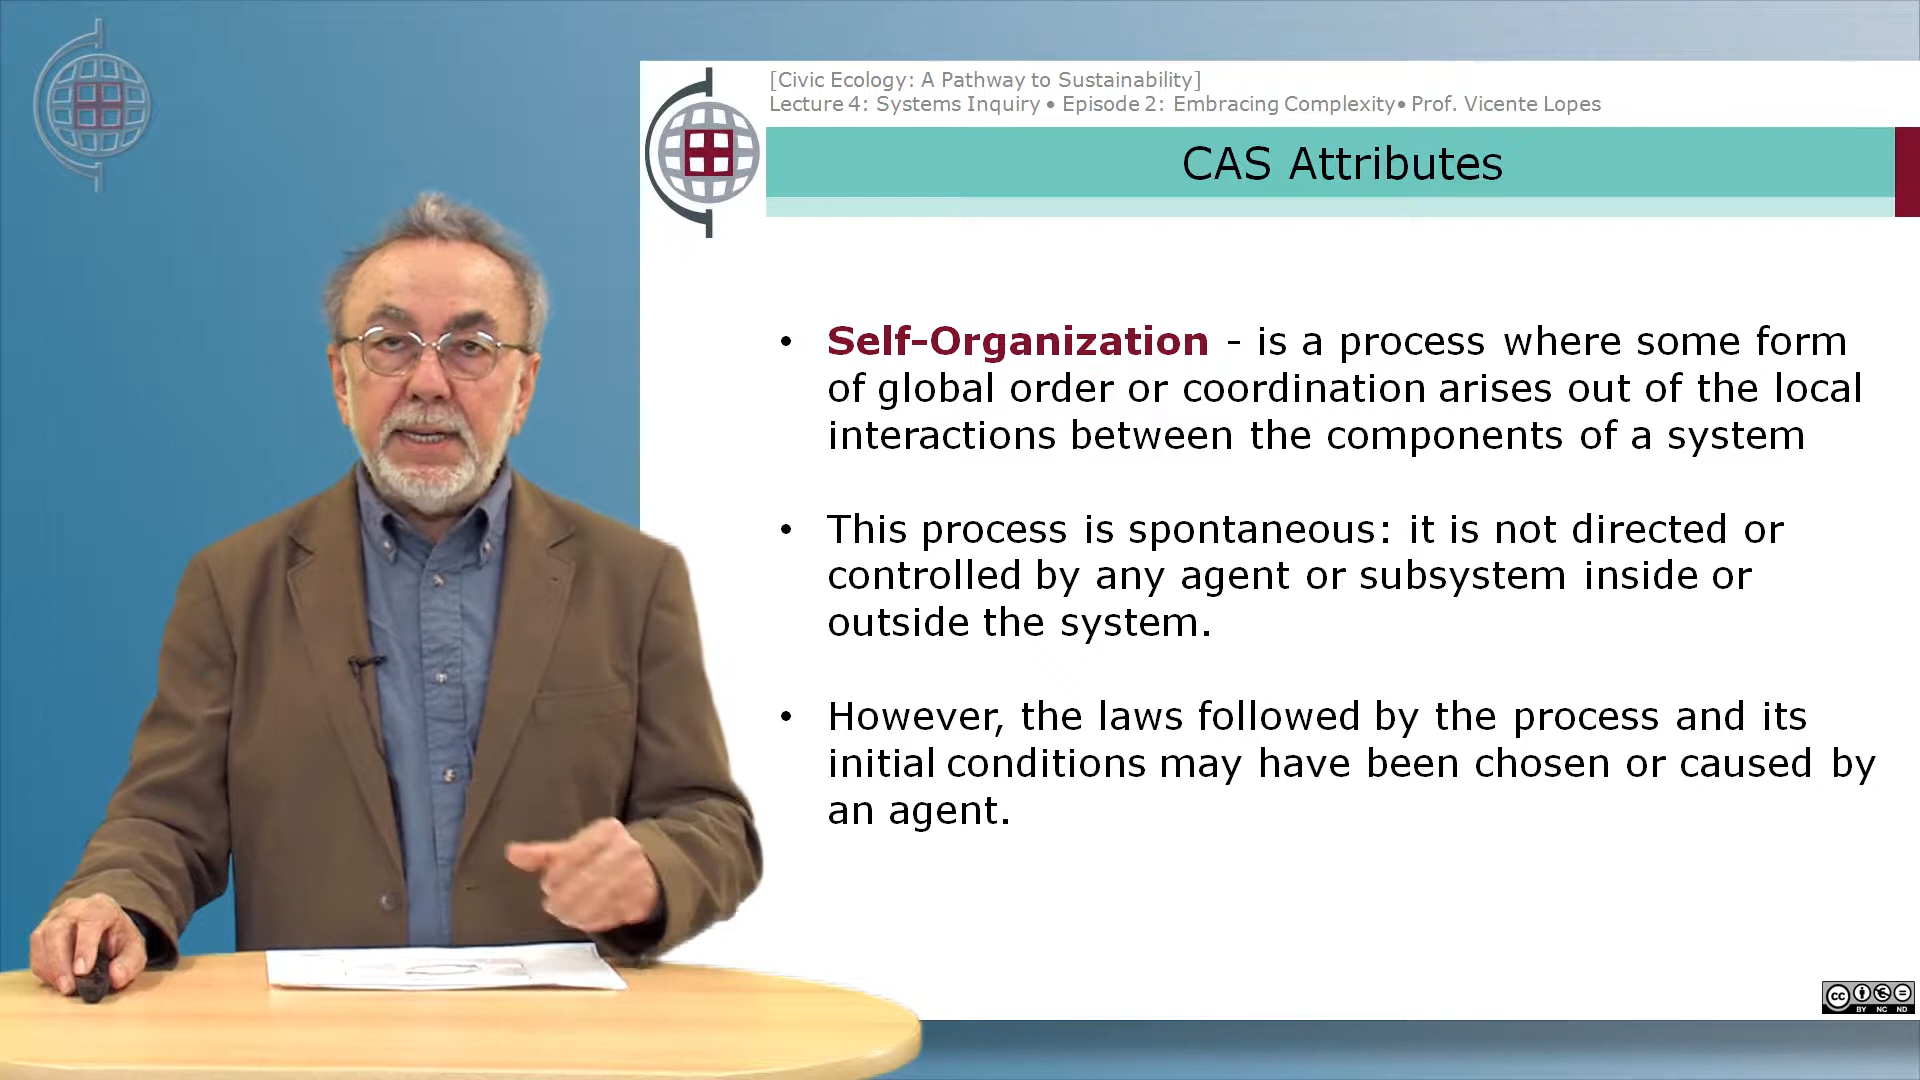 [Civic Ecology: A Pathway to Sustainability]
Lecture 4: Systems Inquiry • Episode 2: Embracing Complexity• Prof. Vicente Lopes
CAS Attributes
• Self-Organization - is a process where some form
of global order or coordination arises out of the local
interactions between the components of a system
• This process is spontaneous: it is not directed or
controlled by any agent or subsystem inside or
outside the system.
• However, the laws followed by the process and its
initial conditions may have been chosen or caused by
an agent.
cc
BY NC ND